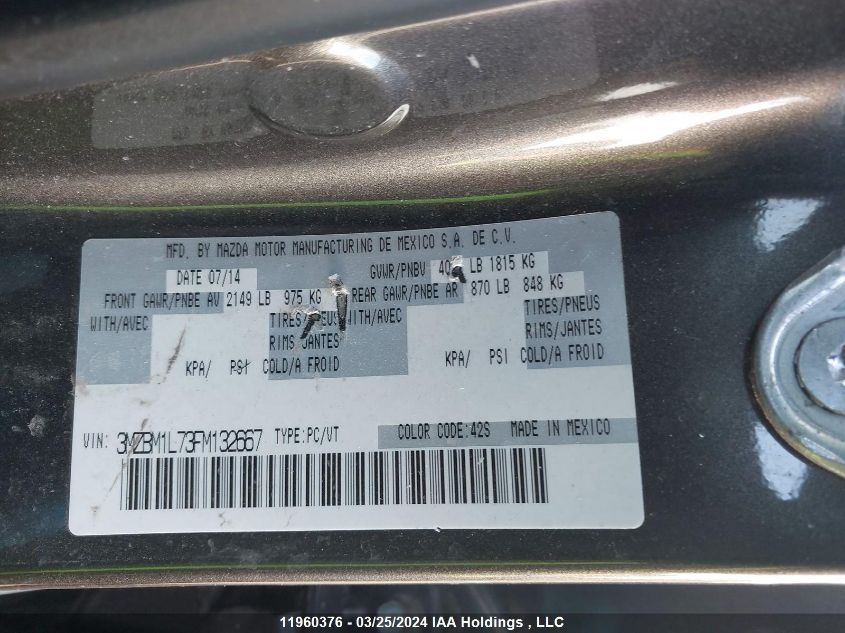 MFD. BY MAZDA MOTOR MANUFACTURING DE MEXICO S.A. DE C.V.
DATE 07/14 GVWR/PNBV LB 1815 KG
FRONT GAWR/PNBE AV 2149 LB 975 KG REAR GAWR/PNBE AR 870 LB 848 KG
WITH/AVEC TIRES/PNEUS WITH/AVEC TIRES/PNEUS
RIMS/JANTES RIMS/JANTES
KPA/ PSI COLD/A FROID KPA/ PSI COLD/A FROID
VIN: 3MZBM1L73FM132667 TYPE:PC/VT COLOR CODE:42S MADE IN MEXICO
11960376 - 03/25/2024 IAA Holdings , LLC